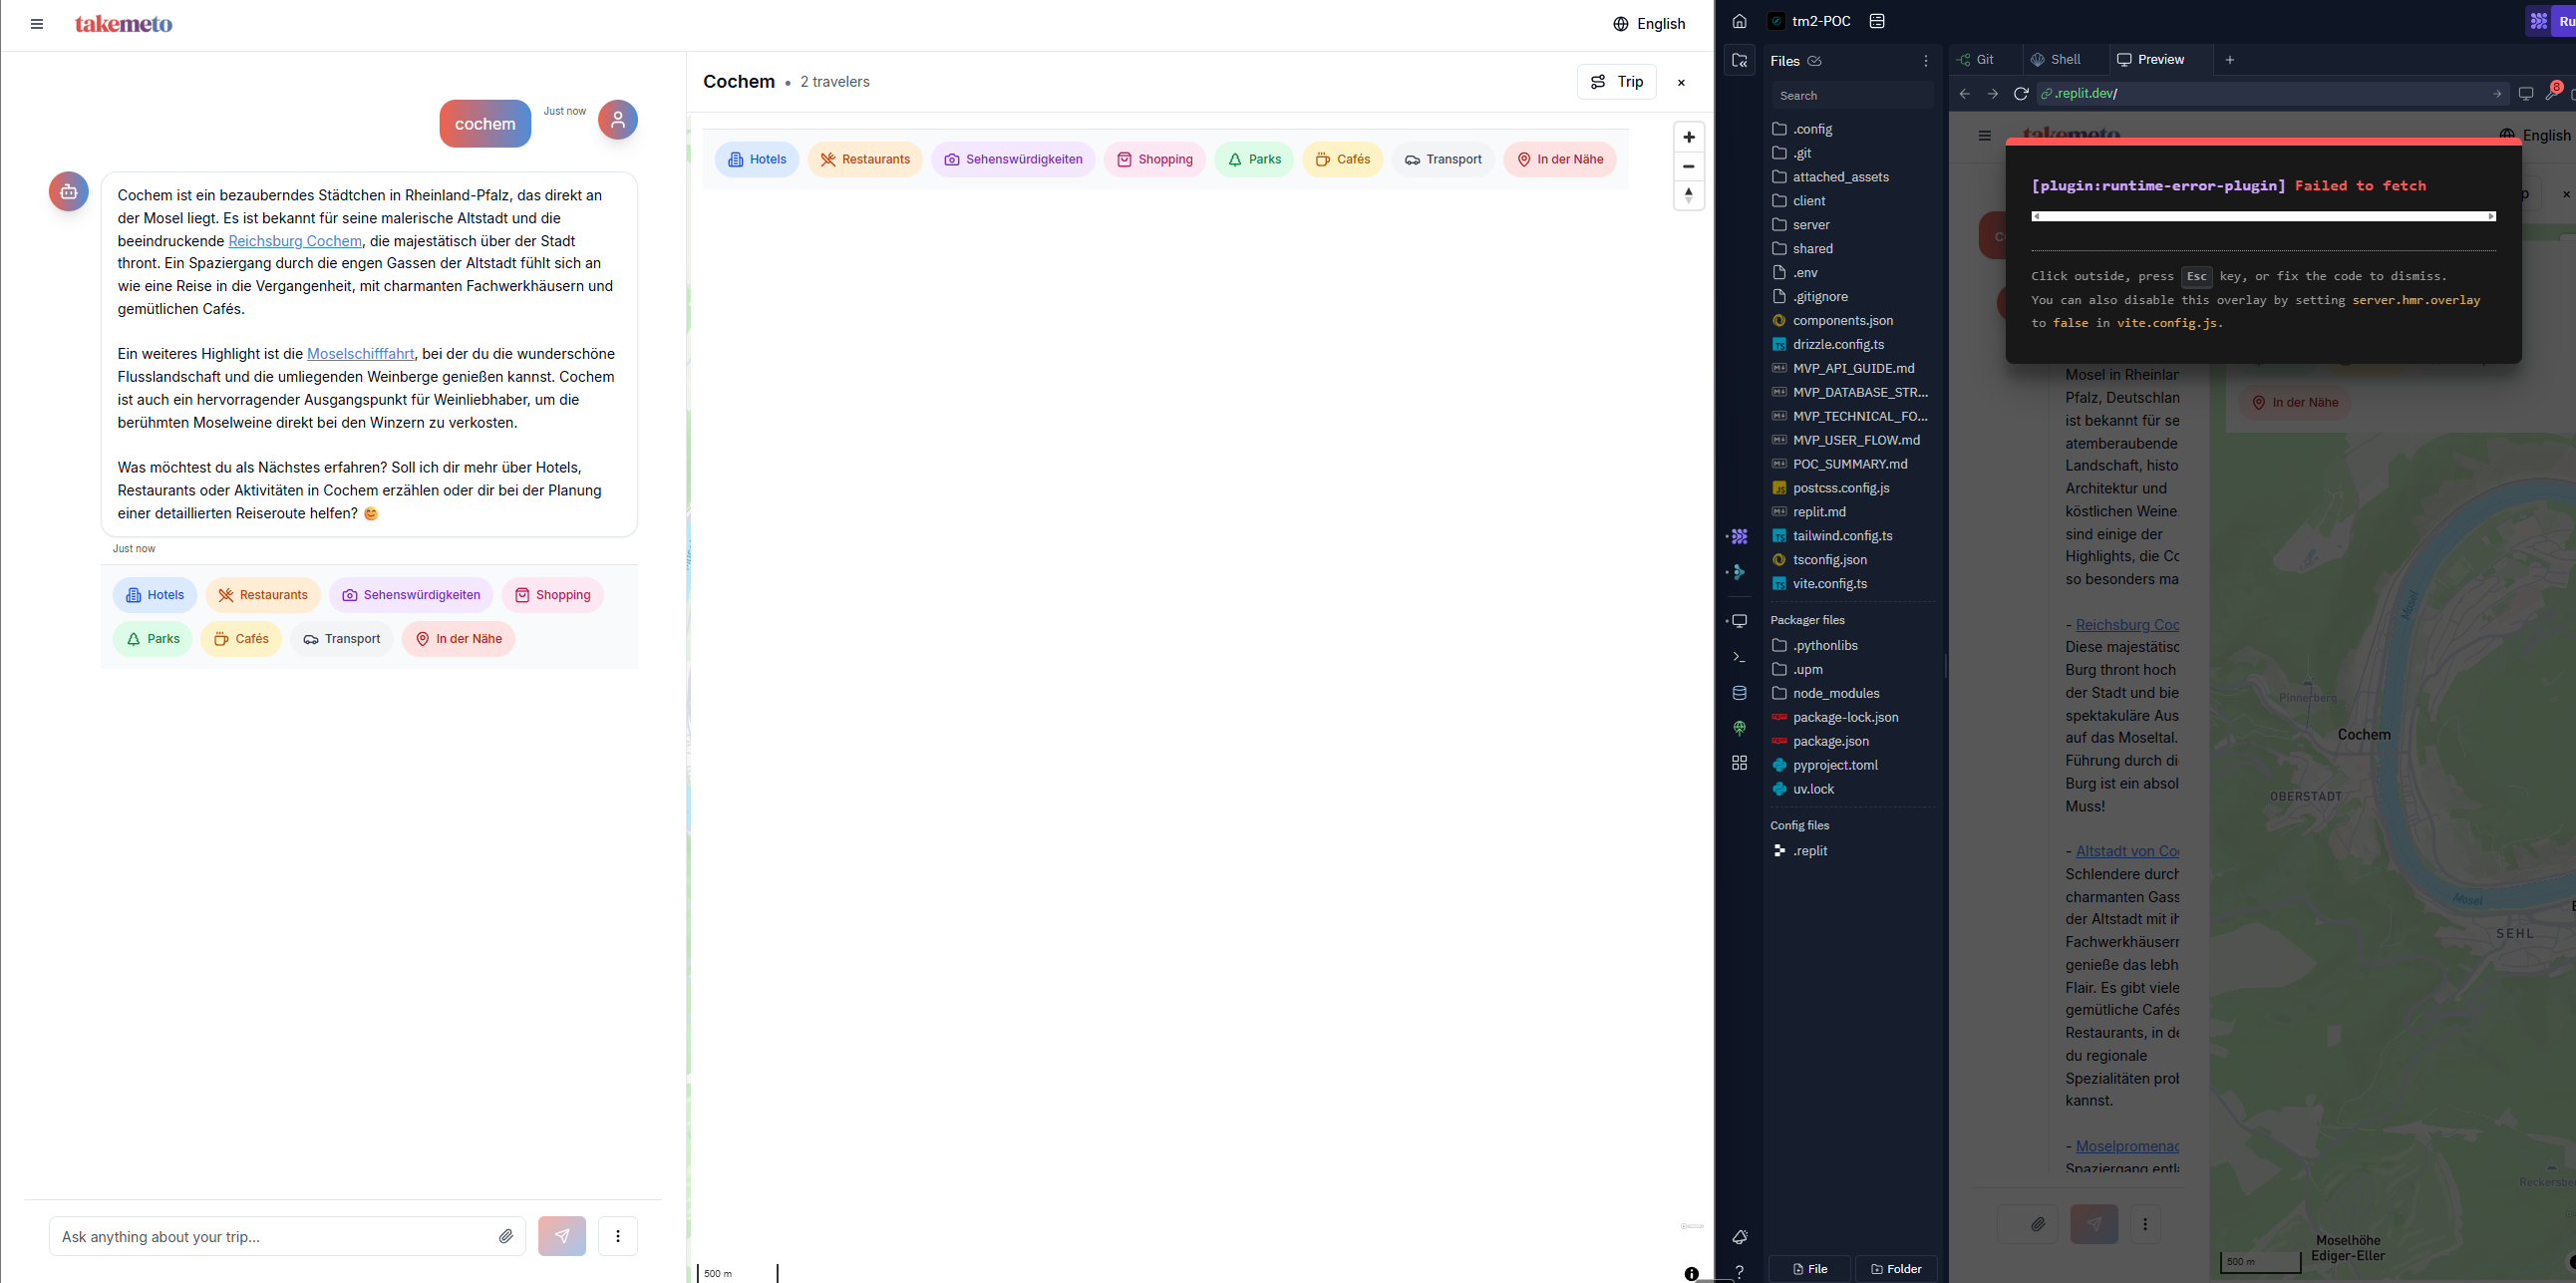 takemeto
English
cochem
Just now
Cochem ist ein bezauberndes Städtchen in Rheinland-Pfalz, das direkt an
der Mosel liegt. Es ist bekannt für seine malerische Altstadt und die
beeindruckende Reichsburg Cochem, die majestätisch über der Stadt
thront. Ein Spaziergang durch die engen Gassen der Altstadt fühlt sich an
wie eine Reise in die Vergangenheit, mit charmanten Fachwerkhäusern und
gemütlichen Cafés.
Ein weiteres Highlight ist die Moselschifffahrt, bei der du die wunderschöne
Flusslandschaft und die umliegenden Weinberge genießen kannst. Cochem
ist auch ein hervorragender Ausgangspunkt für Weinliebhaber, um die
berühmten Moselweine direkt bei den Winzern zu verkosten.
Was möchtest du als Nächstes erfahren? Soll ich dir mehr über Hotels,
Restaurants oder Aktivitäten in Cochem erzählen oder dir bei der Planung
einer detaillierten Reiseroute helfen? 😊
Just now
Hotels Restaurants Sehenswürdigkeiten Shopping
Parks Cafés Transport In der Nähe
Ask anything about your trip...
Cochem • 2 travelers
Trip ×
Hotels Restaurants Sehenswürdigkeiten Shopping Parks Cafés Transport In der Nähe
500 m
tm2-POC
Ru
Files
Search
.config
.git
attached_assets
client
server
shared
.env
.gitignore
components.json
drizzle.config.ts
MVP_API_GUIDE.md
MVP_DATABASE_STR...
MVP_TECHNICAL_FO...
MVP_USER_FLOW.md
POC_SUMMARY.md
postcss.config.js
replit.md
tailwind.config.ts
tsconfig.json
vite.config.ts
Packager files
.pythonlibs
.upm
node_modules
package-lock.json
package.json
pyproject.toml
uv.lock
Config files
.replit
File
Folder
Git
Shell
Preview
.replit.dev/
8
takemeto
English
[plugin:runtime-error-plugin] Failed to fetch
Click outside, press Esc key, or fix the code to dismiss.
You can also disable this overlay by setting server.hmr.overlay
to false in vite.config.js.
Mosel in Rheinlan
Pfalz, Deutschlan
ist bekannt für se
atemberaubende
Landschaft, histo
Architektur und
köstlichen Weine.
sind einige der
Highlights, die Co
so besonders ma
- Reichsburg Coc
Diese majestätisc
Burg thront hoch
der Stadt und bie
spektakuläre Aus
auf das Moseltal.
Führung durch di
Burg ist ein absol
Muss!
- Altstadt von Co
Schlendere durch
charmanten Gass
der Altstadt mit ih
Fachwerkhäusern
genieße das lebh
Flair. Es gibt viele
gemütliche Cafés
Restaurants, in de
du regionale
Spezialitäten prob
kannst.
- Moselpromenad
Spaziergang entla
In der Nähe
Mosel
Pinnerberg
Cochem
OBERSTADT
Mosel
SEHL
Reckersbe
Moselhöhe
Ediger-Eller
500 m